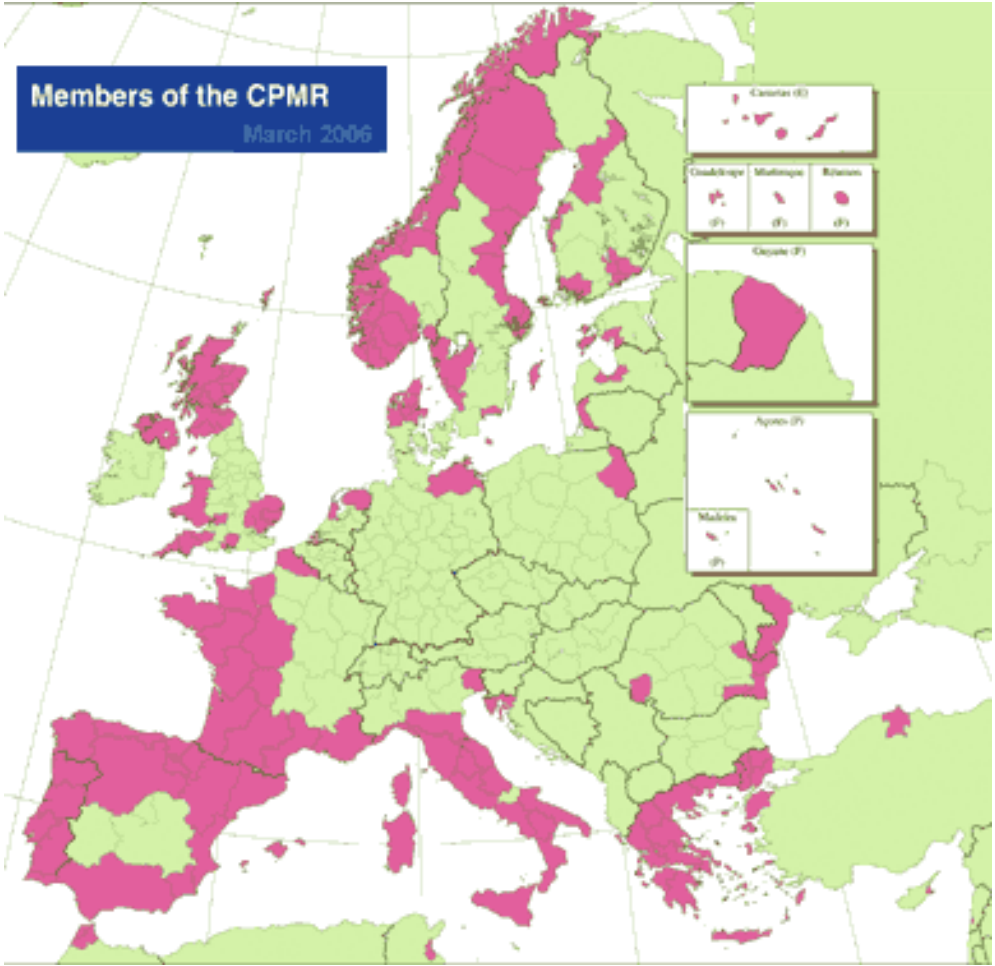 Members of the CPMR
March 2006
Canarias (E)
Guadeloupe
Martinique
Réunion
(F)
(F)
(F)
Guyane (F)
Açores (P)
Madeira
(P)